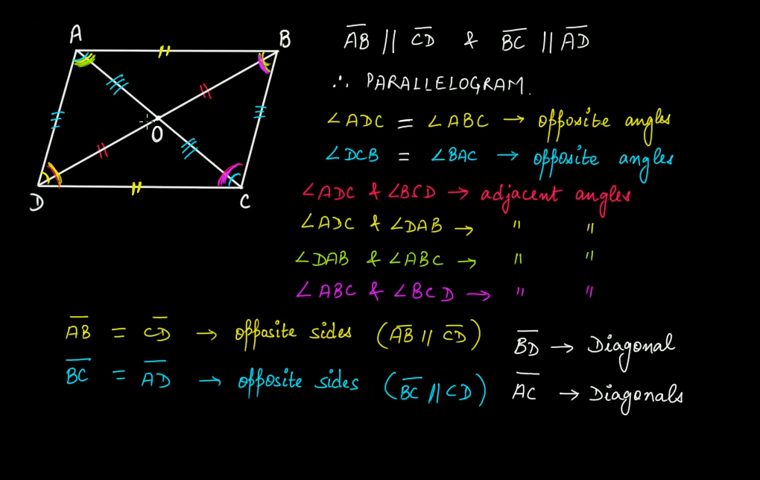 A
B
O
D
C
AB || CD & BC || AD
∴ PARALLELOGRAM.
∠ADC = ∠ABC → opposite angles
∠DCB = ∠BAC → opposite angles
∠ADC & ∠BCD → adjacent angles
∠ADC & ∠DAB → " "
∠DAB & ∠ABC → " "
∠ABC & ∠BCD → " "
AB = CD → opposite sides (AB || CD)
BC = AD → opposite sides (BC || CD)
BD → Diagonal
AC → Diagonals